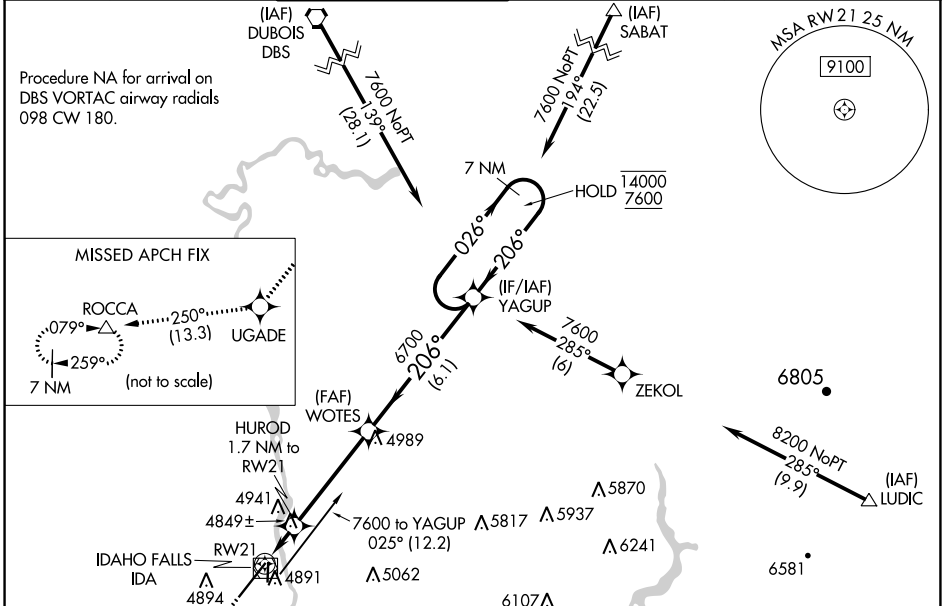 (IAF)
DUBOIS
DBS
(IAF)
SABAT
MSA RW 21 25 NM
9100
Procedure NA for arrival on
DBS VORTAC airway radials
098 CW 180.
7600 NoPT
139°
(28.1)
7600 NoPT
194°
(22.5)
7 NM
HOLD
14000
7600
026°
206°
(IF/IAF)
YAGUP
MISSED APCH FIX
ROCCA
079°
250°
(13.3)
UGADE
259°
7 NM
(not to scale)
6700
206°
(6.1)
7600
285°
(6)
ZEKOL
6805
(FAF)
WOTES
4989
HUROD
1.7 NM to
RW21
8200 NoPT
285°
(9.9)
(IAF)
LUDIC
4941
4849±
7600 to YAGUP
025° (12.2)
5870
5817
5937
6241
IDAHO FALLS
IDA
RW21
4891
4894
5062
6581
6107